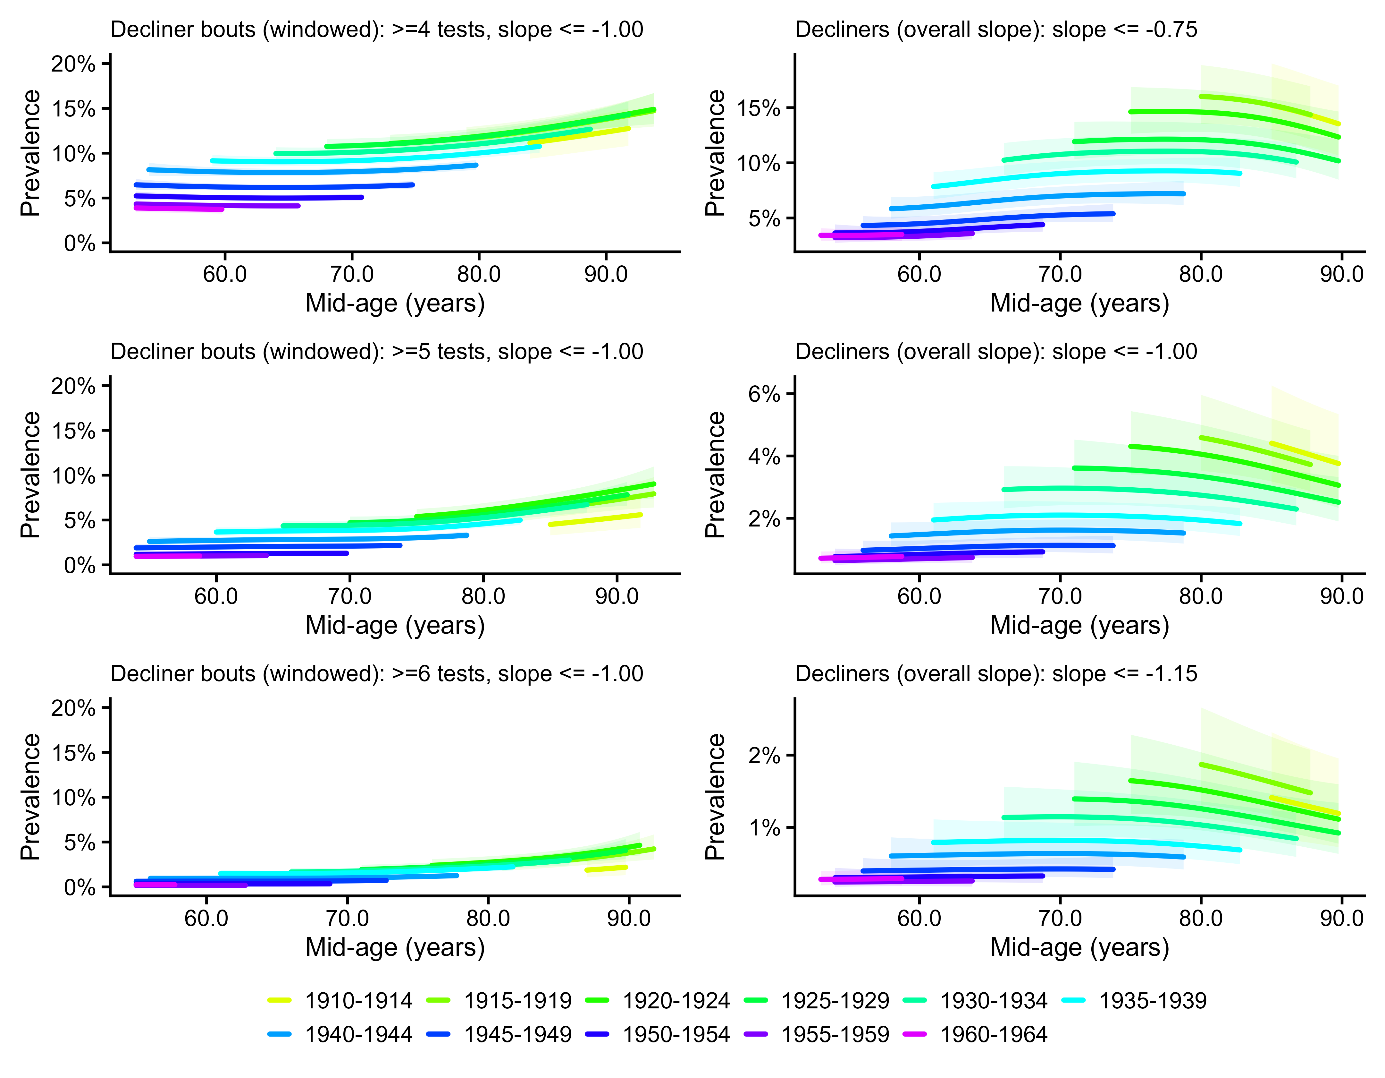 Decliner bouts (windowed): >=4 tests, slope <= -1.00
Prevalence
20%
15%
10%
5%
0%
60.0 70.0 80.0 90.0
Mid-age (years)
Decliners (overall slope): slope <= -0.75
Prevalence
15%
10%
5%
60.0 70.0 80.0 90.0
Mid-age (years)
Decliner bouts (windowed): >=5 tests, slope <= -1.00
Prevalence
20%
15%
10%
5%
0%
60.0 70.0 80.0 90.0
Mid-age (years)
Decliners (overall slope): slope <= -1.00
Prevalence
6%
4%
2%
60.0 70.0 80.0 90.0
Mid-age (years)
Decliner bouts (windowed): >=6 tests, slope <= -1.00
Prevalence
20%
15%
10%
5%
0%
60.0 70.0 80.0 90.0
Mid-age (years)
Decliners (overall slope): slope <= -1.15
Prevalence
2%
1%
60.0 70.0 80.0 90.0
Mid-age (years)
1910-1914 1915-1919 1920-1924 1925-1929 1930-1934 1935-1939
1940-1944 1945-1949 1950-1954 1955-1959 1960-1964